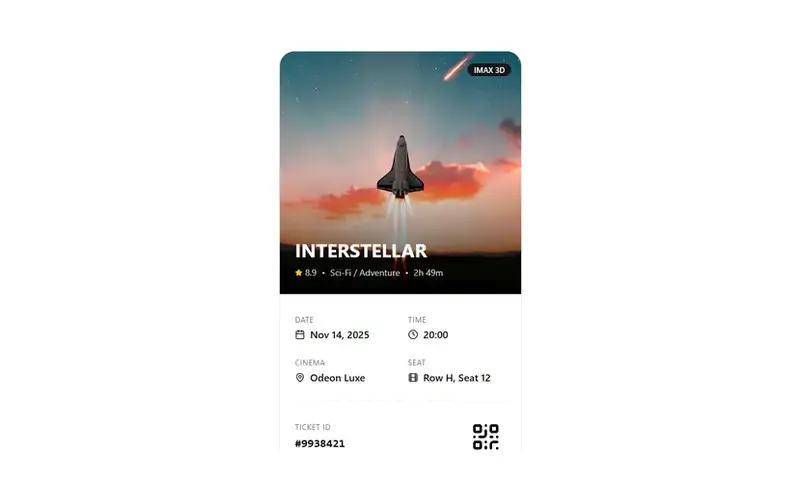 IMAX 3D
INTERSTELLAR
8.9 • Sci-Fi / Adventure • 2h 49m
DATE
Nov 14, 2025
TIME
20:00
CINEMA
Odeon Luxe
SEAT
Row H, Seat 12
TICKET ID
#9938421